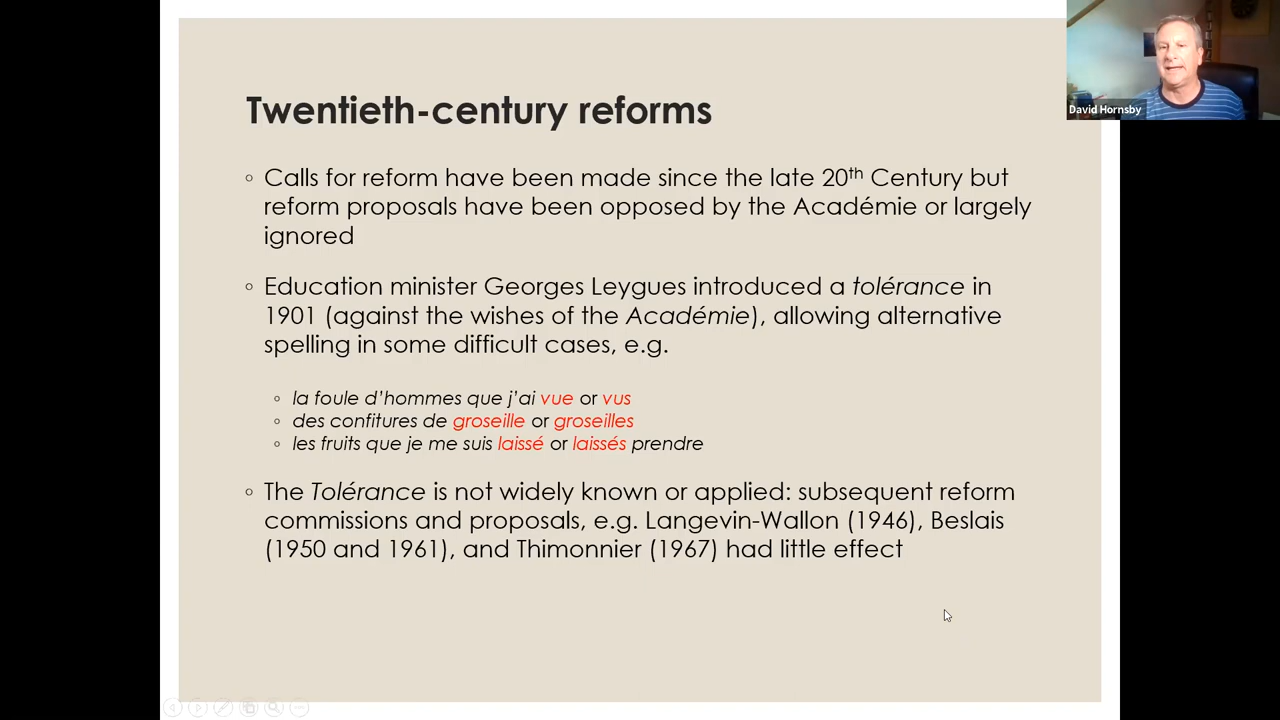 Twentieth-century reforms
◦ Calls for reform have been made since the late 20th Century but
reform proposals have been opposed by the Académie or largely
ignored
◦ Education minister Georges Leygues introduced a tolérance in
1901 (against the wishes of the Académie), allowing alternative
spelling in some difficult cases, e.g.
◦ la foule d'hommes que j'ai vue or vus
◦ des confitures de groseille or groseilles
◦ les fruits que je me suis laissé or laissés prendre
◦ The Tolérance is not widely known or applied: subsequent reform
commissions and proposals, e.g. Langevin-Wallon (1946), Beslais
(1950 and 1961), and Thimonnier (1967) had little effect
David Hornsby